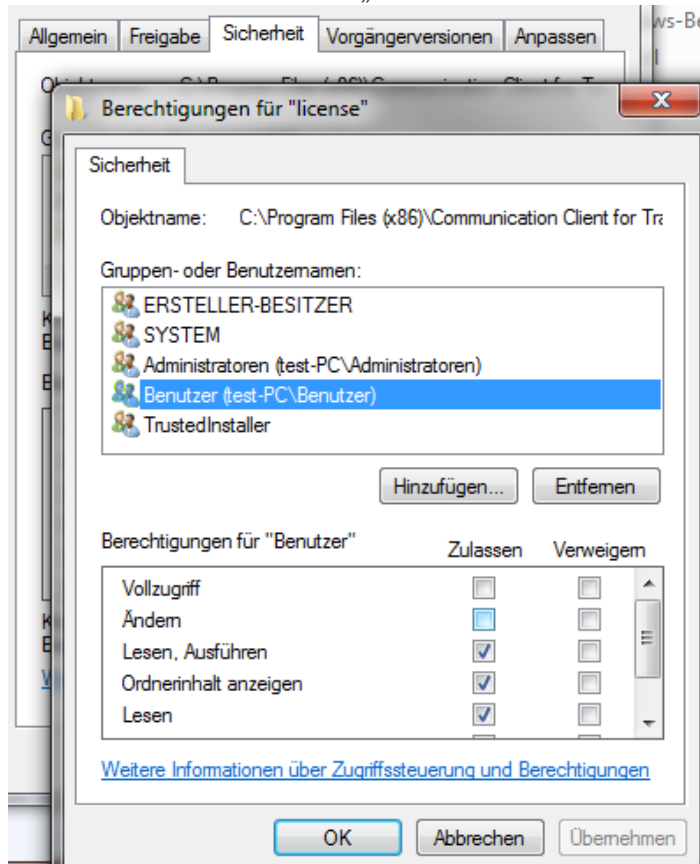 „
ws-Be
Allgemein Freigabe Sicherheit Vorgängerversionen Anpassen
Berechtigungen für "license"
Sicherheit
Objektname: C:\Program Files (x86)\Communication Client for Tra
Gruppen- oder Benutzernamen:
ERSTELLER-BESITZER
SYSTEM
Administratoren (test-PC\Administratoren)
Benutzer (test-PC\Benutzer)
TrustedInstaller
Hinzufügen... Entfernen
Berechtigungen für "Benutzer" Zulassen Verweigern
Vollzugriff
Ändern
Lesen, Ausführen
Ordnerinhalt anzeigen
Lesen
Weitere Informationen über Zugriffssteuerung und Berechtigungen
OK Abbrechen Übernehmen